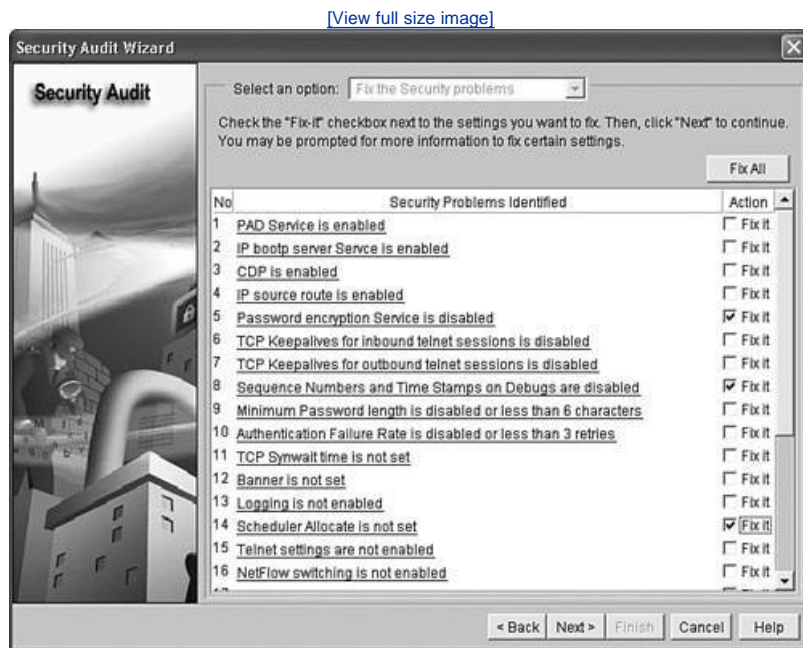 [View full size image]
Security Audit Wizard
Security Audit
Select an option: Fix the Security problems
Check the "Fix-it" checkbox next to the settings you want to fix. Then, click "Next" to continue.
You may be prompted for more information to fix certain settings.
Fix All
No Security Problems Identified Action
1 PAD Service is enabled Fix it
2 IP bootp server Servce is enabled Fix it
3 CDP is enabled Fix it
4 IP source route is enabled Fix it
5 Password encryption Service is disabled Fix it
6 TCP Keepalives for inbound telnet sessions is disabled Fix it
7 TCP Keepalives for outbound telnet sessions is disabled Fix it
8 Sequence Numbers and Time Stamps on Debugs are disabled Fix it
9 Minimum Password length is disabled or less than 6 characters Fix it
10 Authentication Failure Rate is disabled or less than 3 retries Fix it
11 TCP Synwait time is not set Fix it
12 Banner is not set Fix it
13 Logging is not enabled Fix it
14 Scheduler Allocate is not set Fix it
15 Telnet settings are not enabled Fix it
16 NetFlow switching is not enabled Fix it
< Back Next > Finish Cancel Help